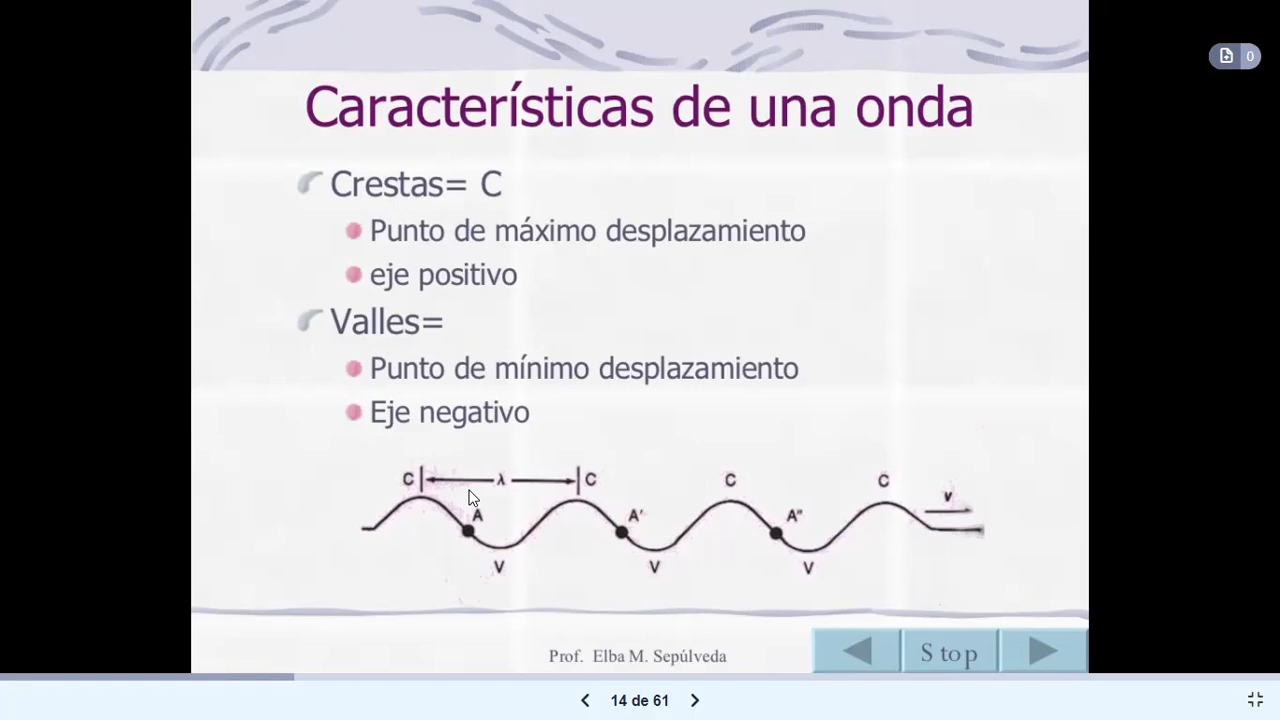 0
Características de una onda
Crestas= C
Punto de máximo desplazamiento
eje positivo
Valles=
Punto de mínimo desplazamiento
Eje negativo
C λ C C C
v
A A' A"
V V V
Prof. Elba M. Sepúlveda
Stop
14 de 61